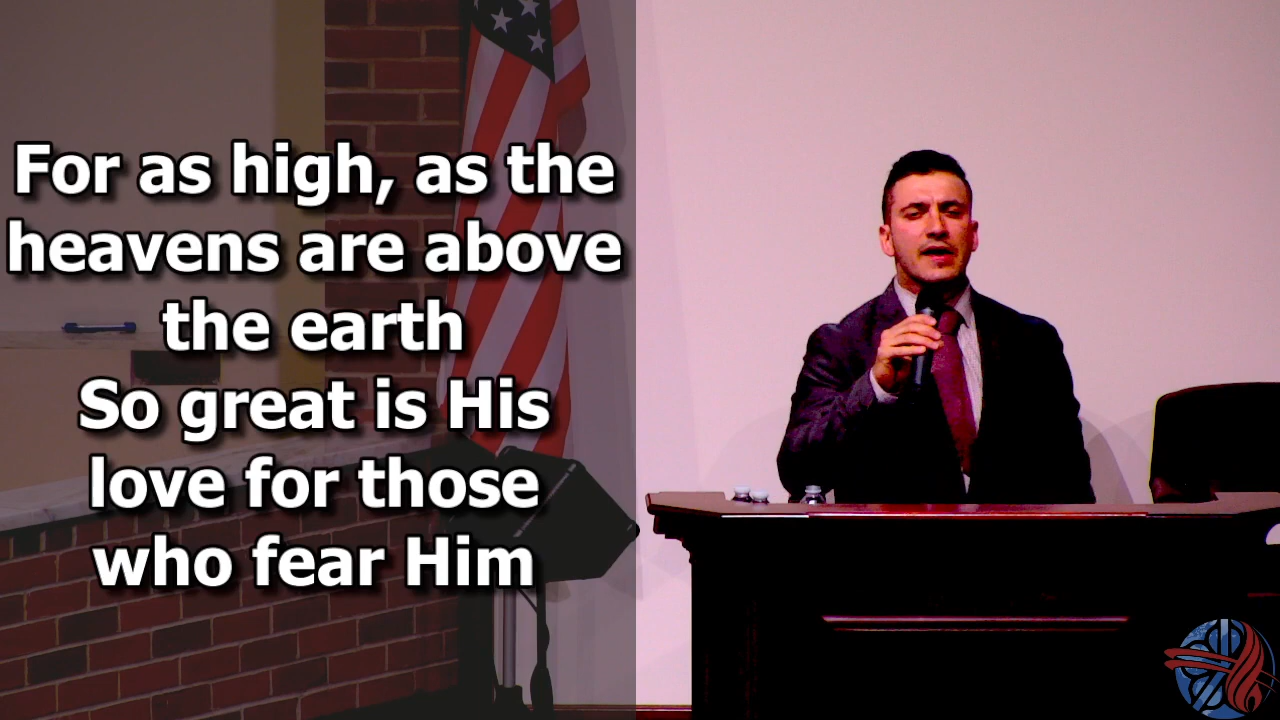 For as high, as the
heavens are above
the earth
So great is His
love for those
who fear Him